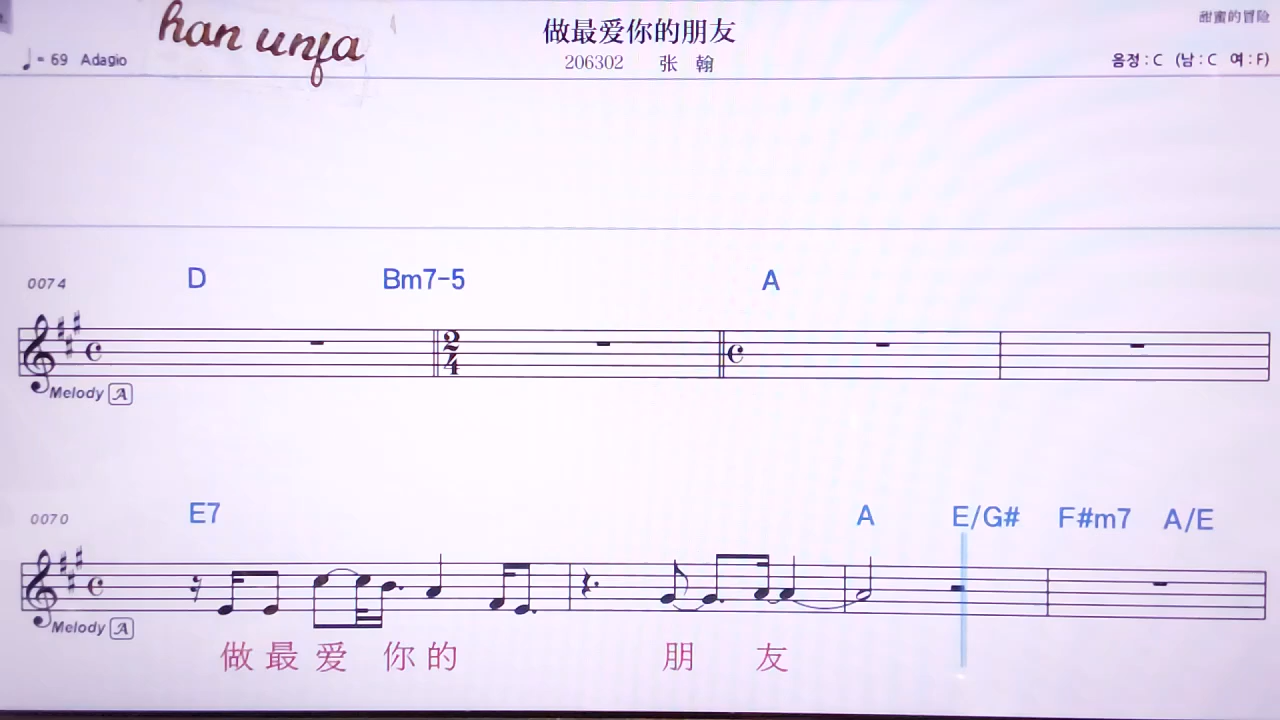 han unja
做最爱你的朋友
甜蜜的冒险
♩= 69 Adagio
206302 张 翰
음정 : C (남 : C 여 : F)
0074
D Bm7-5 A
2
4
Melody A
0070
E7 A E/G# F#m7 A/E
Melody A
做 最 爱 你 的 朋 友